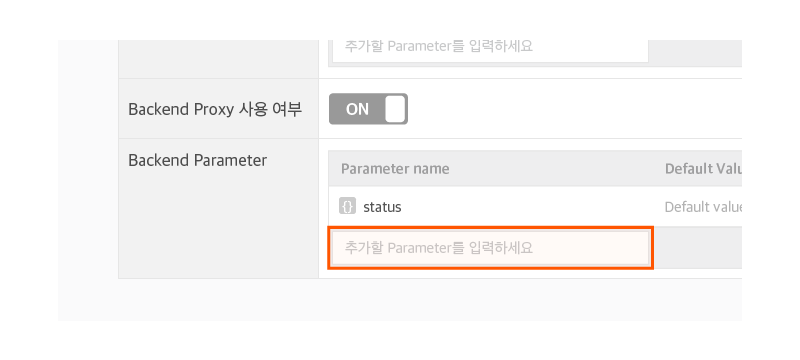 추가할 Parameter를 입력하세요
Backend Proxy 사용 여부
ON
Backend Parameter
Parameter name
Default Valu
{} status
Default value
추가할 Parameter를 입력하세요